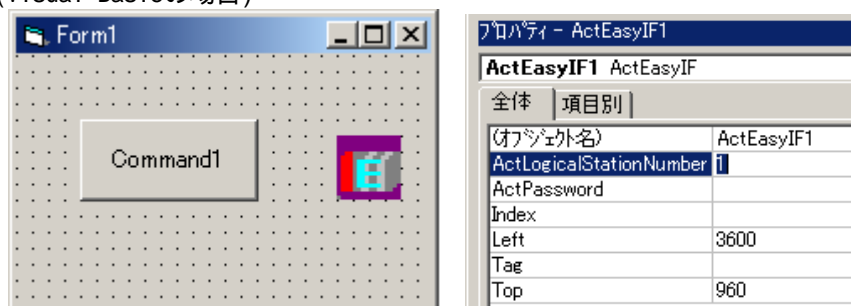 Form1
Command1
プロパティ - ActEasyIF1
ActEasyIF1 ActEasyIF
全体 項目別
(オブジェクト名) ActEasyIF1
ActLogicalStationNumber 1
ActPassword
Index
Left 3600
Tag
Top 960